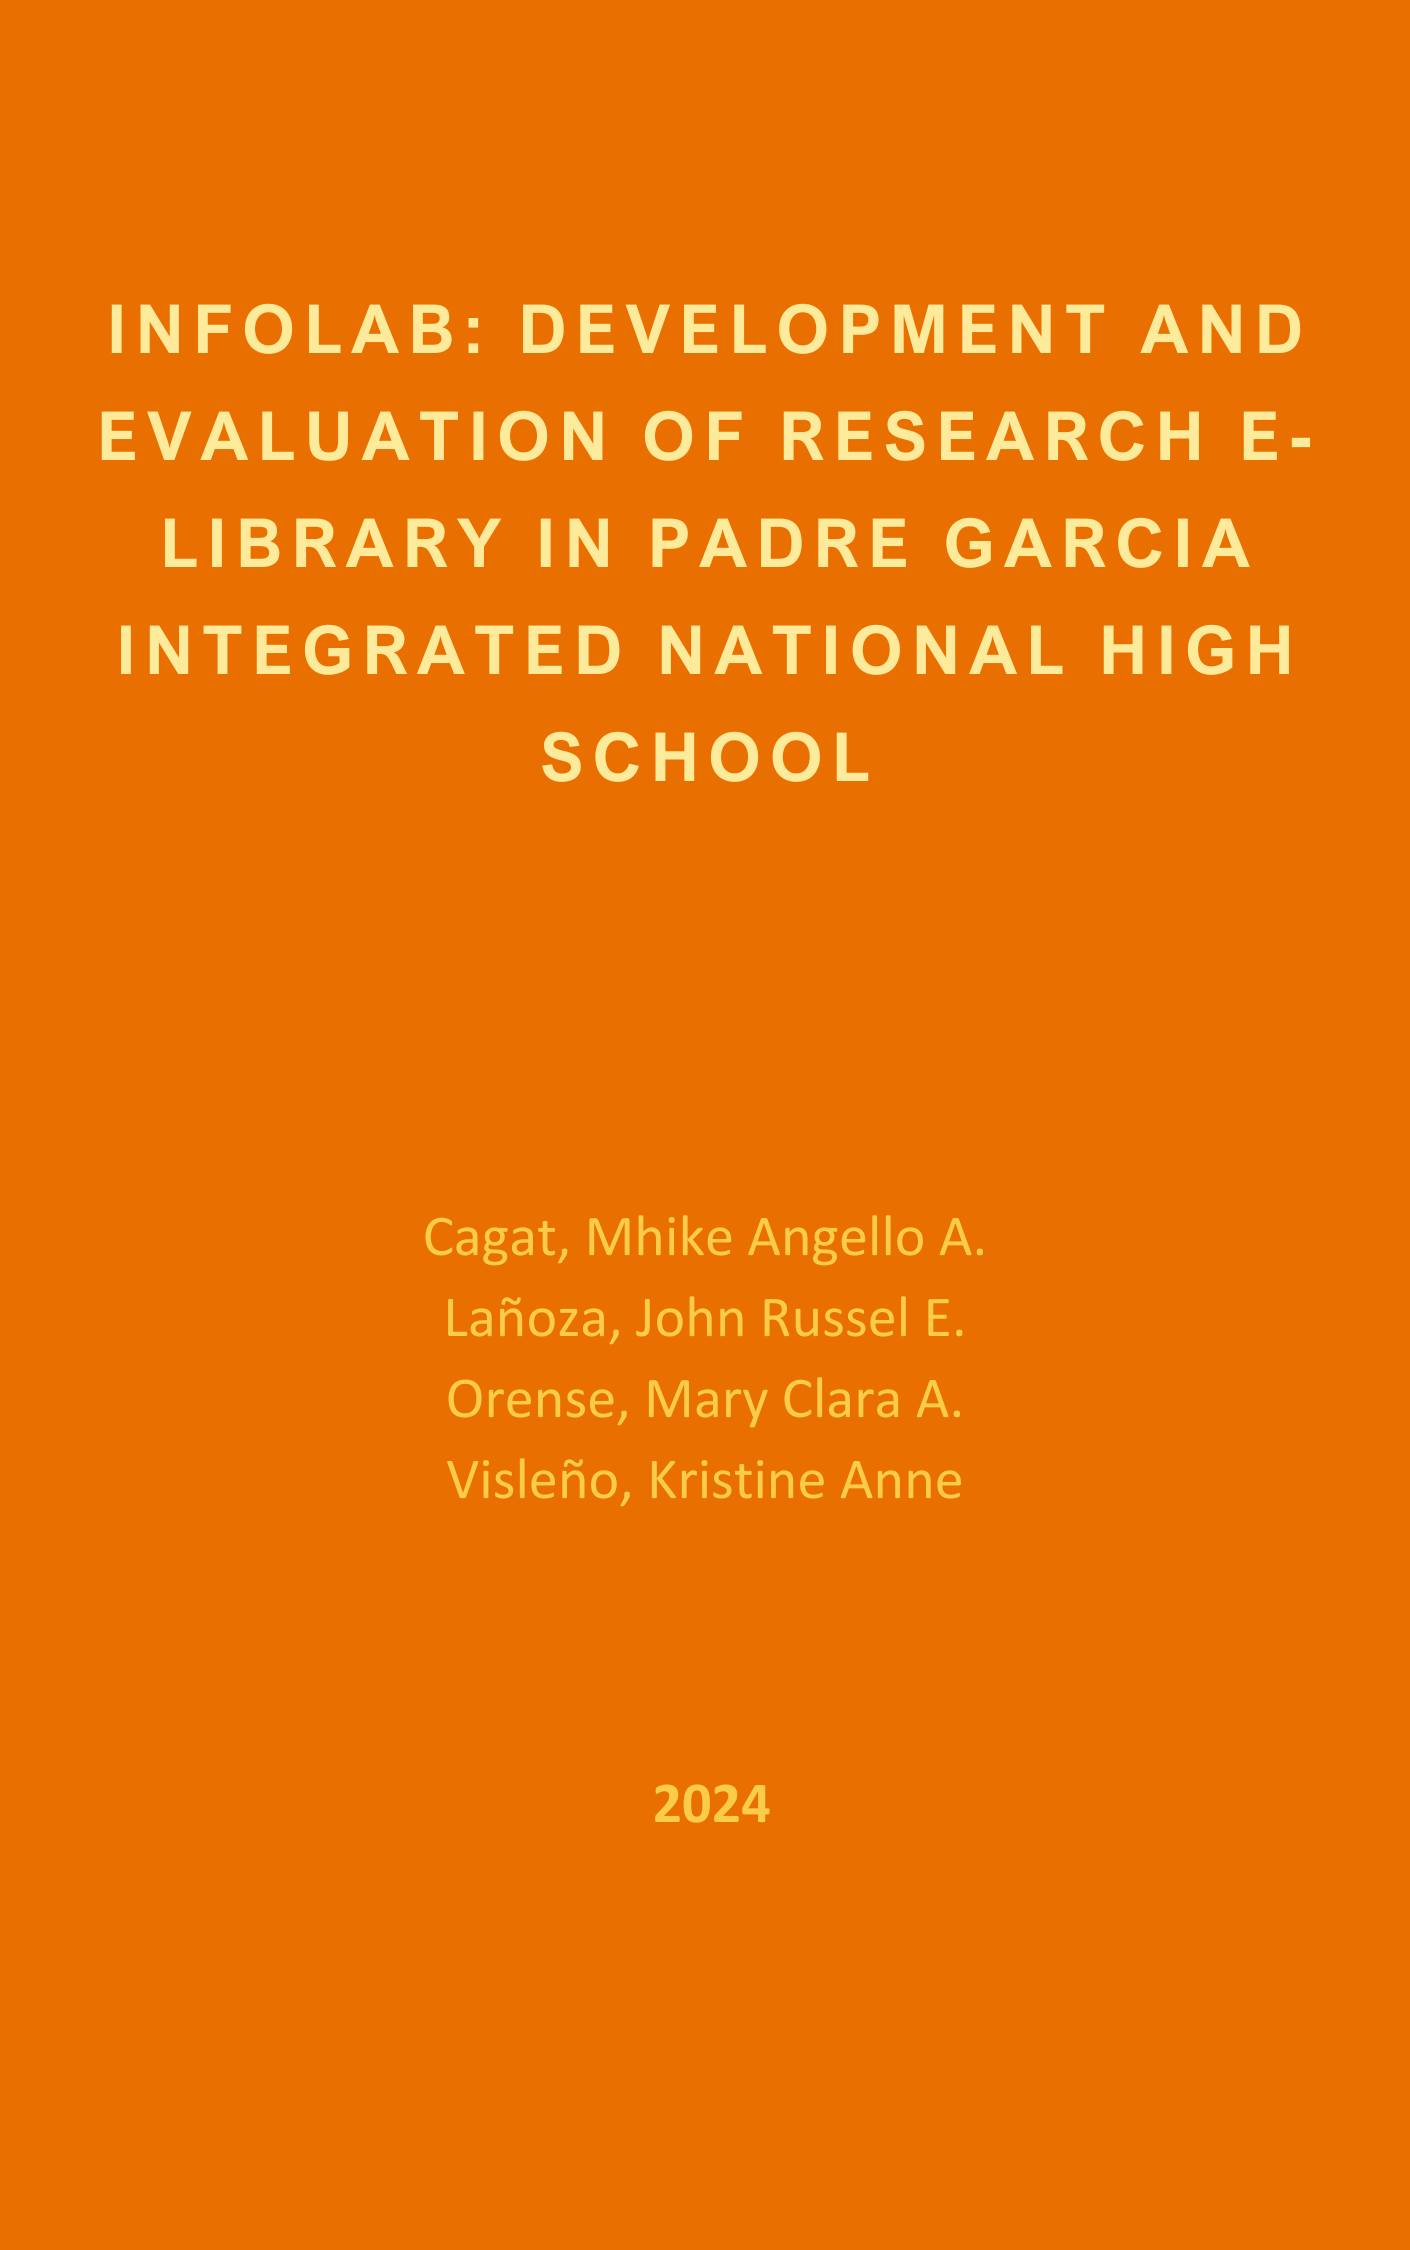 INFOLAB: DEVELOPMENT AND
EVALUATION OF RESEARCH E-
LIBRARY IN PADRE GARCIA
INTEGRATED NATIONAL HIGH
SCHOOL
Cagat, Mhike Angello A.
Lañoza, John Russel E.
Orense, Mary Clara A.
Visleño, Kristine Anne
2024